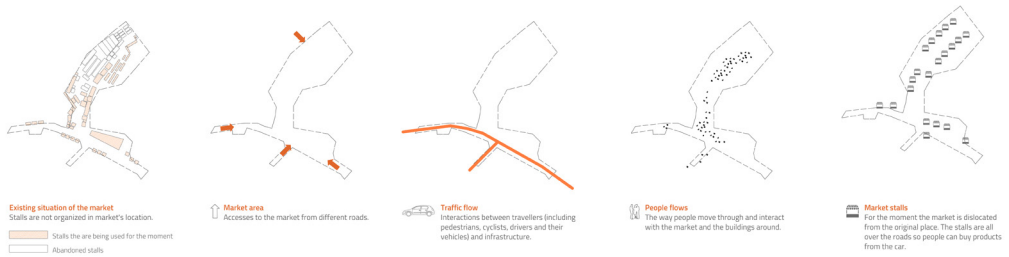 Existing situation of the market
Stalls are not organized in market's location.
Stalls the are being used for the moment
Abandoned stalls
Market area
Accesses to the market from different roads.
Traffic flow
Interactions between travellers (including
pedestrians, cyclists, drivers and their
vehicles) and infrastructure.
People flows
The way people move through and interact
with the market and the buildings around.
Market stalls
For the moment the market is dislocated
from the original place. The stalls are all
over the roads so people can buy products
from the car.